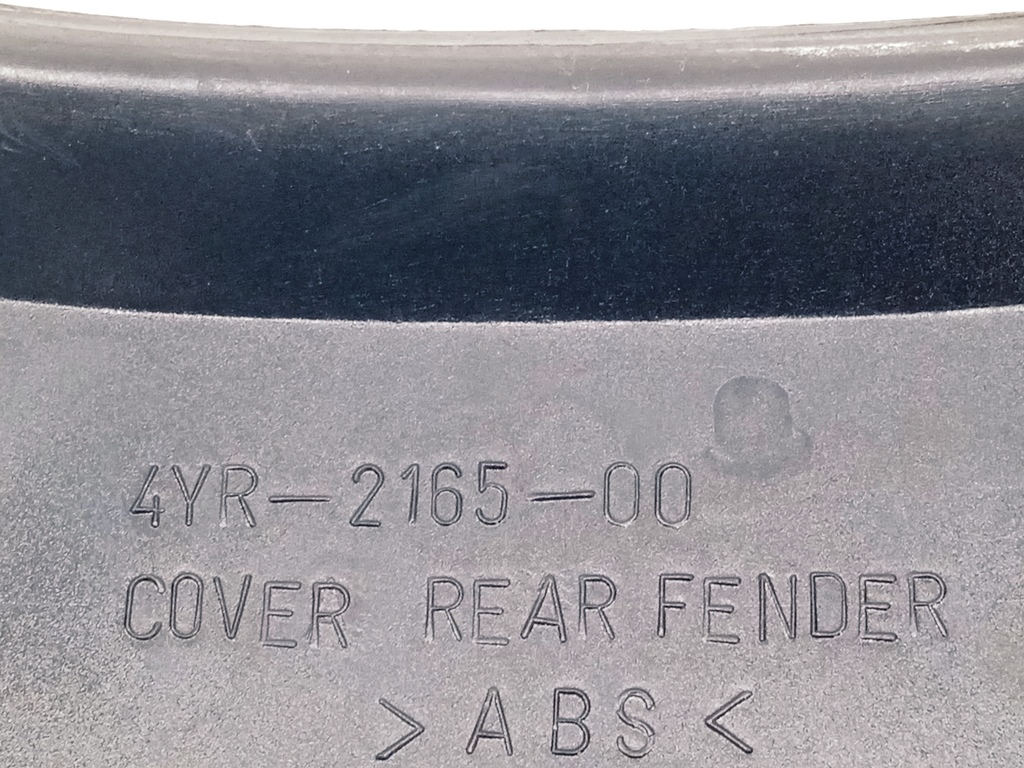 4YR-2165-00
COVER REAR FENDER
>ABS<